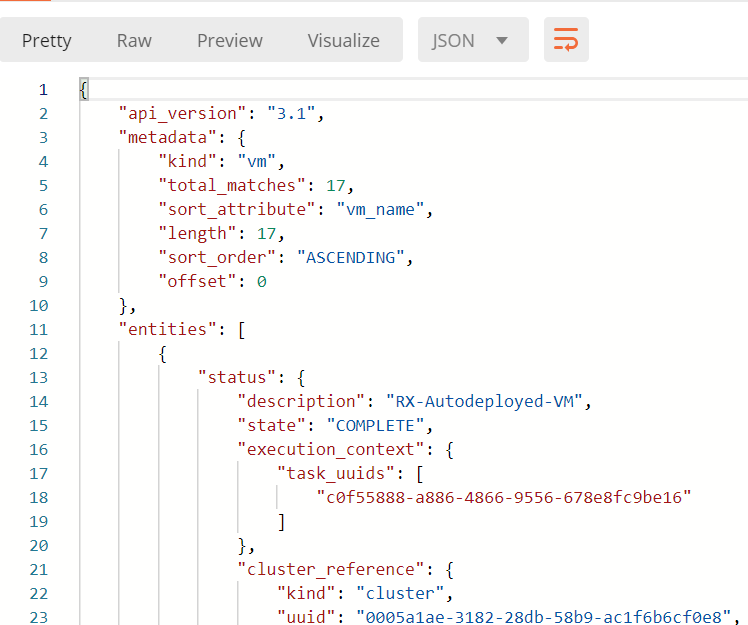 Pretty Raw Preview Visualize JSON
1 {
2 "api_version": "3.1",
3 "metadata": {
4 "kind": "vm",
5 "total_matches": 17,
6 "sort_attribute": "vm_name",
7 "length": 17,
8 "sort_order": "ASCENDING",
9 "offset": 0
10 },
11 "entities": [
12 {
13 "status": {
14 "description": "RX-Autodeployed-VM",
15 "state": "COMPLETE",
16 "execution_context": {
17 "task_uuids": [
18 "c0f55888-a886-4866-9556-678e8fc9be16"
19 ]
20 },
21 "cluster_reference": {
22 "kind": "cluster",
23 "uuid": "0005a1ae-3182-28db-58b9-ac1f6b6cf0e8",